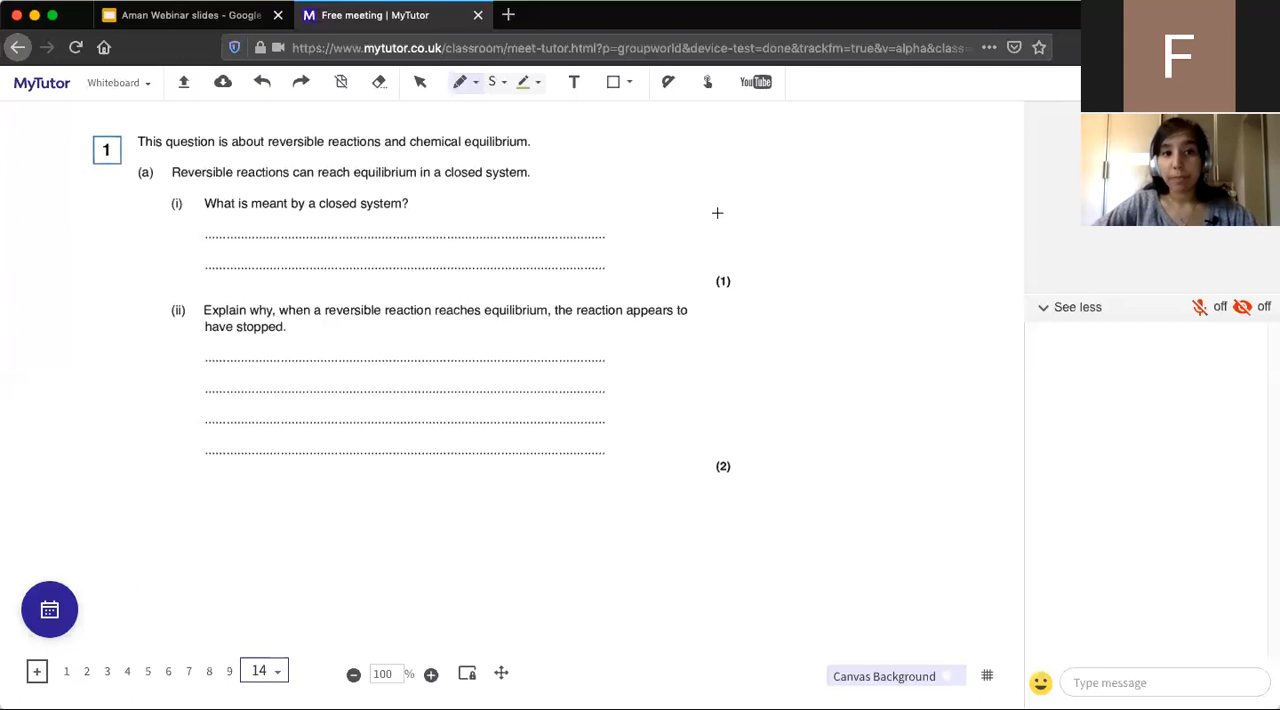 Aman Webinar slides - Google
M Free meeting | MyTutor
F
https://www.mytutor.co.uk/classroom/meet-tutor.html?p=groupworld&device-test=done&trackfm=true&v=alpha&class=
MyTutor
Whiteboard
S
T
YouTube
1 This question is about reversible reactions and chemical equilibrium.
(a) Reversible reactions can reach equilibrium in a closed system.
(i) What is meant by a closed system?
(1)
(ii) Explain why, when a reversible reaction reaches equilibrium, the reaction appears to
have stopped.
(2)
See less
off
off
+ 1 2 3 4 5 6 7 8 9 14
100 %
Canvas Background
Type message